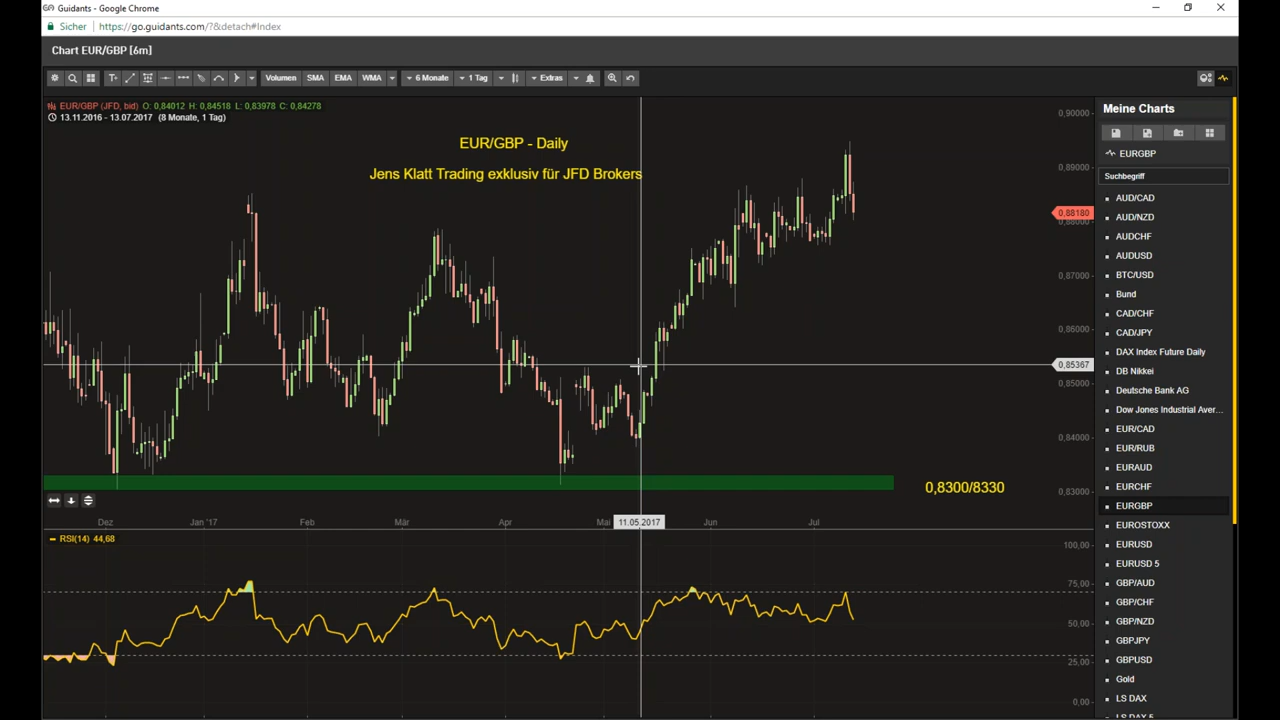 Guidants - Google Chrome
Sicher https://go.guidants.com/?&detach#Index
Chart EUR/GBP [6m]
Volumen SMA EMA WMA 6 Monate 1 Tag Extras
EUR/GBP (JFD, bid) O: 0,84012 H: 0,84518 L: 0,83978 C: 0,84278
13.11.2016 - 13.07.2017 (8 Monate, 1 Tag)
EUR/GBP - Daily
Jens Klatt Trading exklusiv für JFD Brokers
0,90000
0,89000
0,88180
0,88000
0,87000
0,86000
0,85367
0,85000
0,84000
0,83000
0,8300/8330
Dez Jan '17 Feb Mär Apr Mai 11.05.2017 Jun Jul
RSI(14) 44,68
100,00
75,00
50,00
25,00
0,00
Meine Charts
EURGBP
Suchbegriff
AUD/CAD
AUD/NZD
AUDCHF
AUDUSD
BTC/USD
Bund
CAD/CHF
CAD/JPY
DAX Index Future Daily
DB Nikkei
Deutsche Bank AG
Dow Jones Industrial Aver...
EUR/CAD
EUR/RUB
EURAUD
EURCHF
EURGBP
EUROSTOXX
EURUSD
EURUSD 5
GBP/AUD
GBP/CHF
GBP/NZD
GBPJPY
GBPUSD
Gold
LS DAX
LS DAX 5